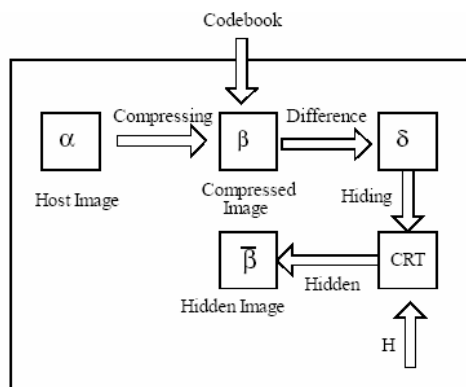 Codebook
Compressing
Difference
α
β
δ
Host Image
Compressed
Image
Hiding
β̄
CRT
Hidden
Hidden Image
H